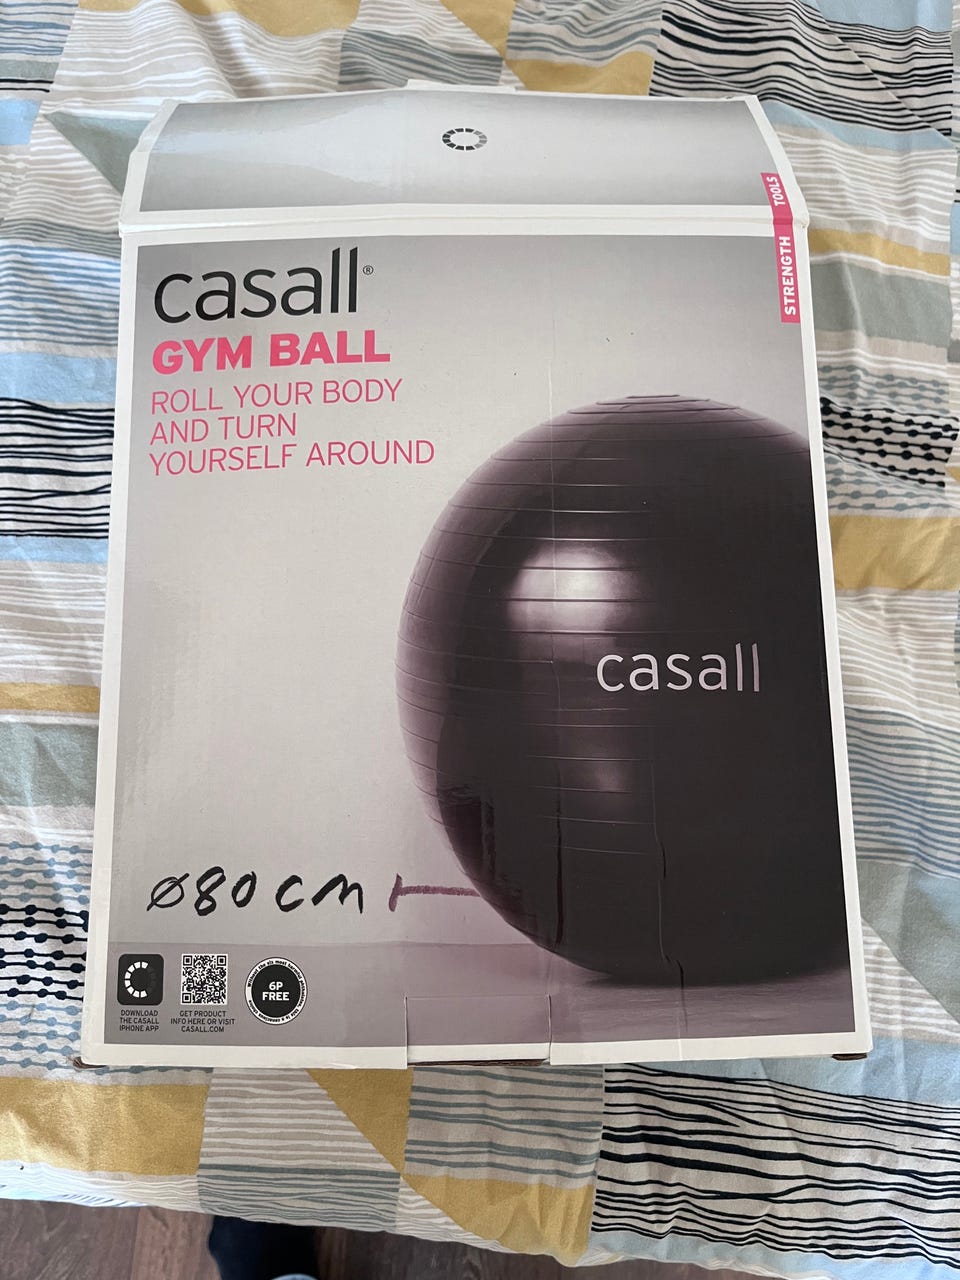 TOOLS
STRENGTH
casall®
GYM BALL
ROLL YOUR BODY
AND TURN
YOURSELF AROUND
casall
ø80 cm
DOWNLOAD
THE CASALL
IPHONE APP
GET PRODUCT
INFO HERE OR VISIT
CASALL.COM
6P
FREE